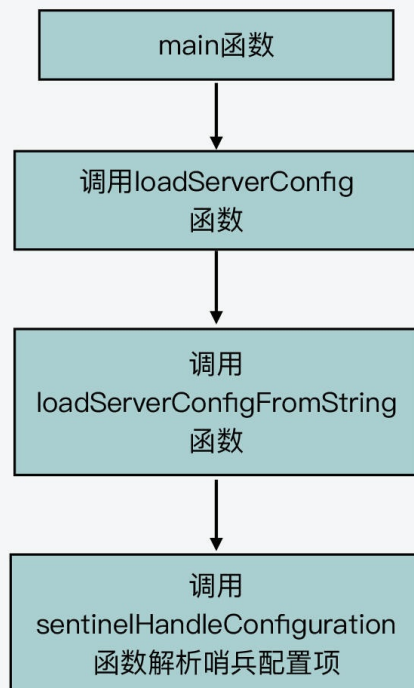 main函数
调用loadServerConfig
函数
调用
loadServerConfigFromString
函数
调用
sentinelHandleConfiguration
函数解析哨兵配置项